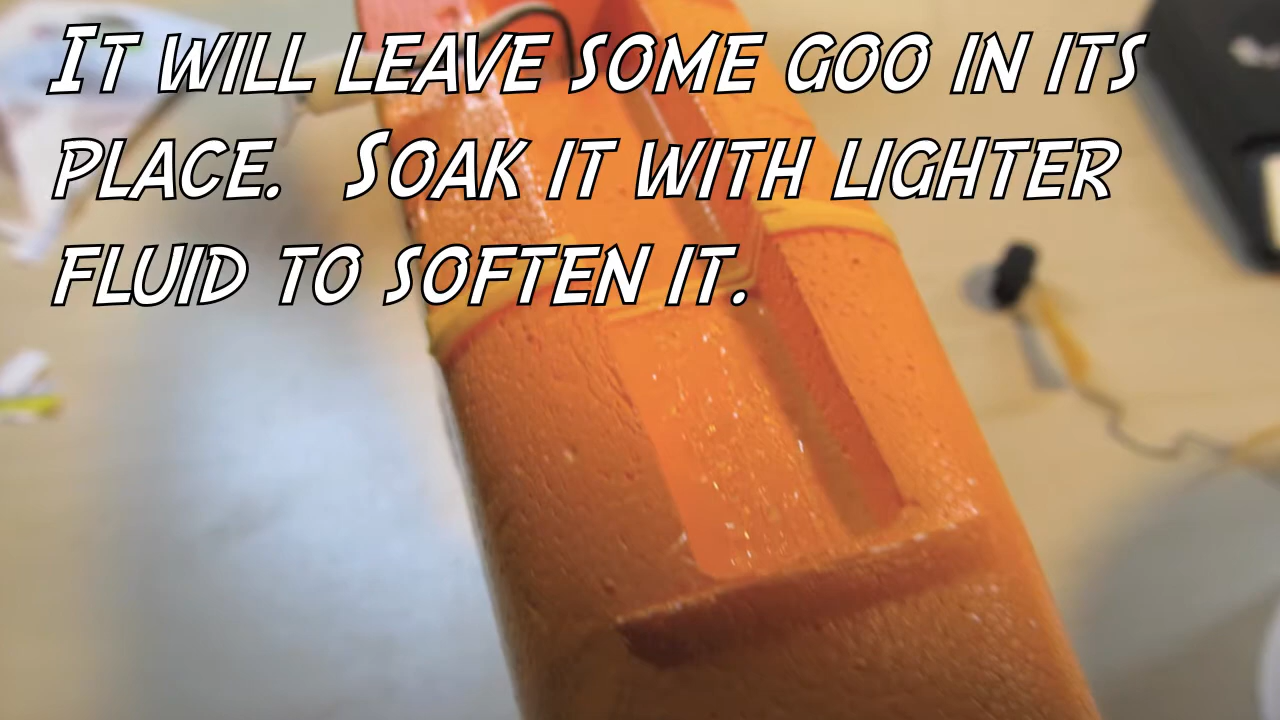 It will leave some goo in its
place.  Soak it with lighter
fluid to soften it.